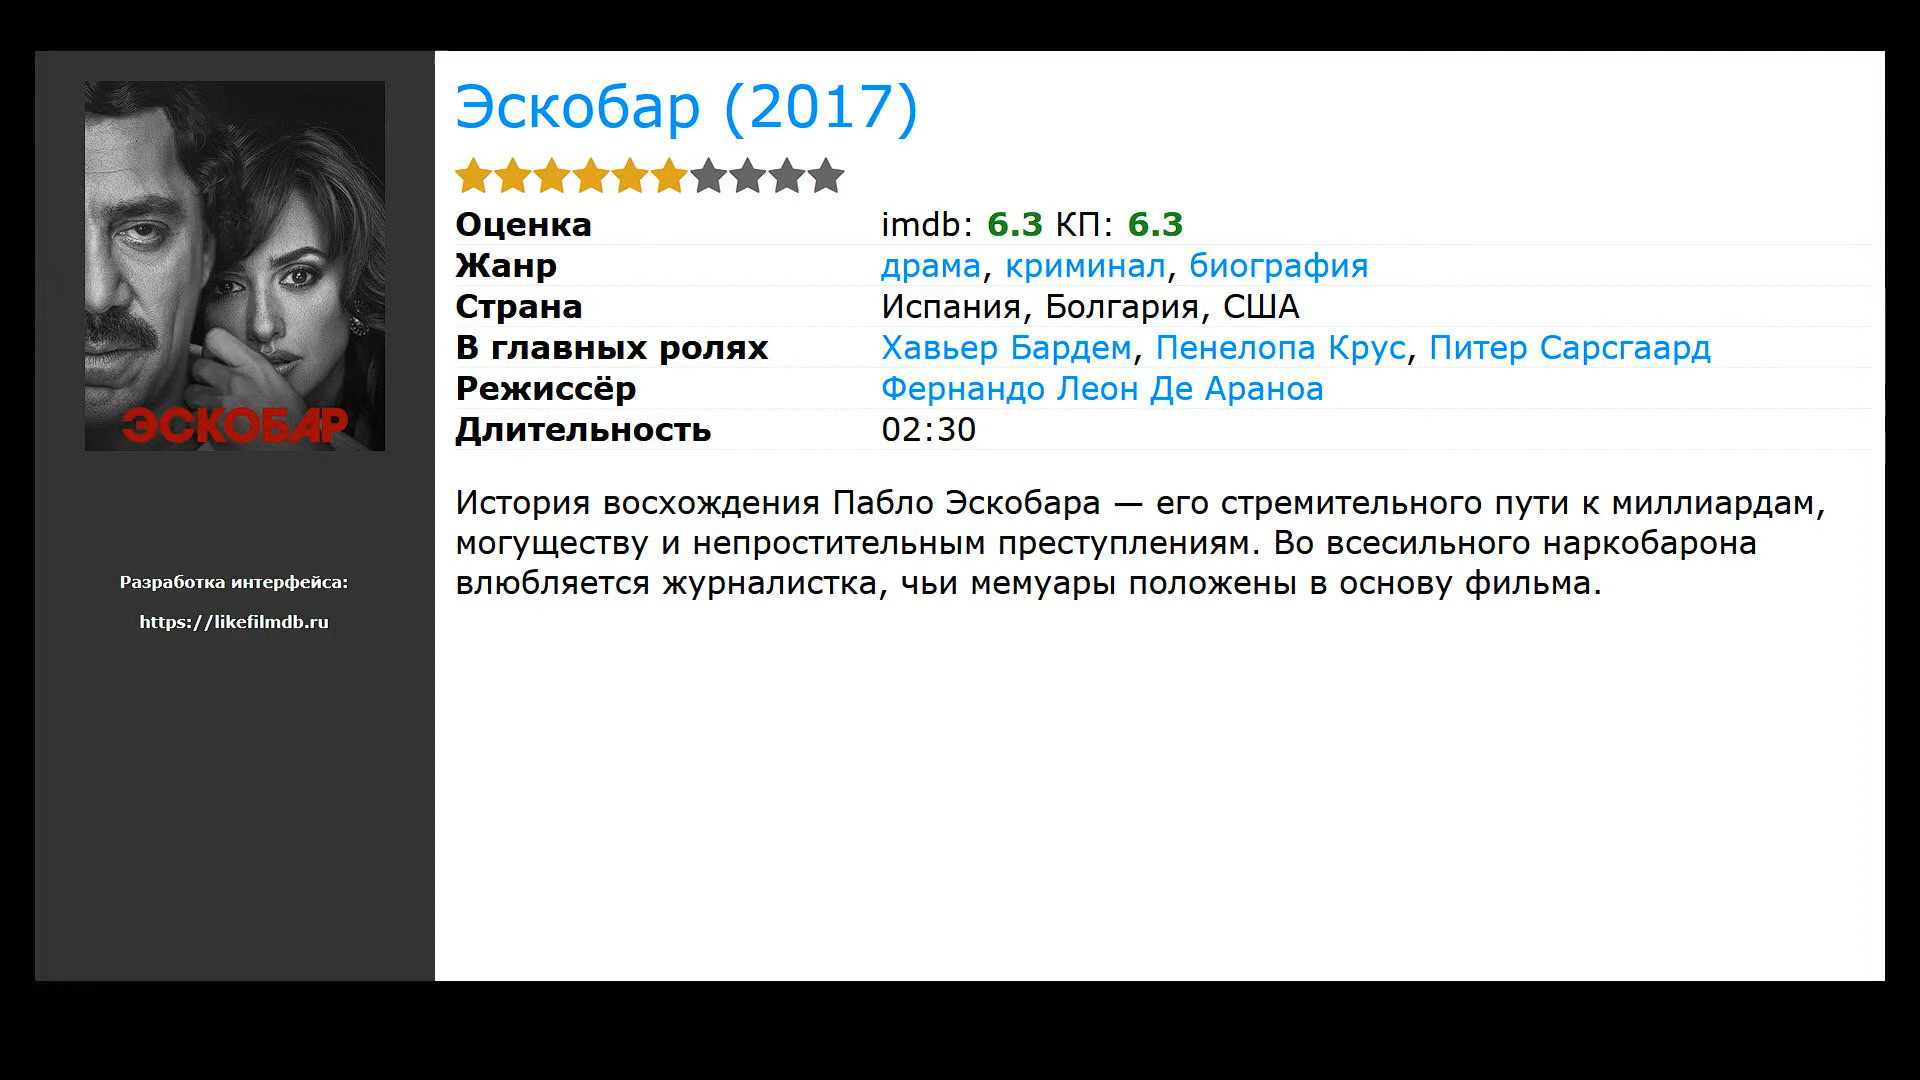 ЭСКОБАР
Разработка интерфейса:
https://likefilmdb.ru
Эскобар (2017)
Оценка imdb: 6.3 КП: 6.3
Жанр драма, криминал, биография
Страна Испания, Болгария, США
В главных ролях Хавьер Бардем, Пенелопа Крус, Питер Сарсгаард
Режиссёр Фернандо Леон Де Араноа
Длительность 02:30
История восхождения Пабло Эскобара — его стремительного пути к миллиардам,
могуществу и непростительным преступлениям. Во всесильного наркобарона
влюбляется журналистка, чьи мемуары положены в основу фильма.